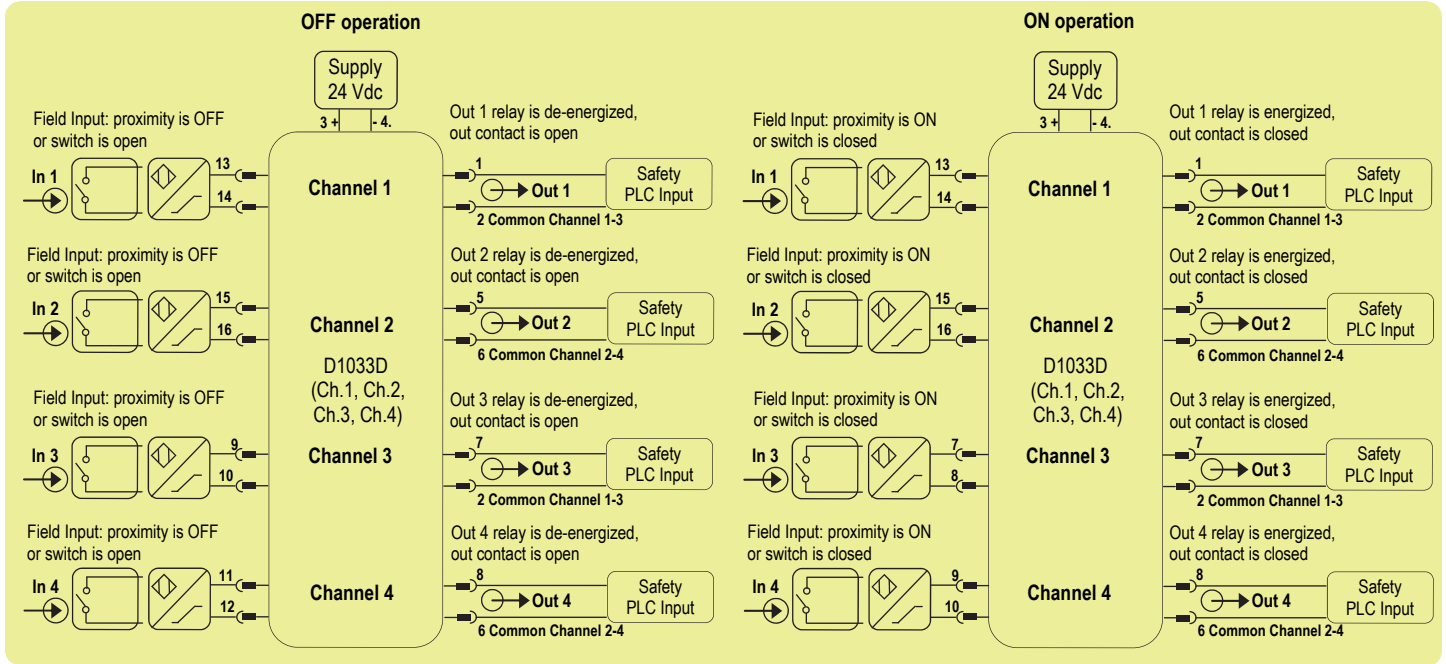 OFF operation
Supply
24 Vdc
3 +
- 4.
Field Input: proximity is OFF
or switch is open
In 1
13
14
Channel 1
Out 1 relay is de-energized,
out contact is open
1
Out 1
Safety
PLC Input
2 Common Channel 1-3
Field Input: proximity is OFF
or switch is open
In 2
15
16
Channel 2
Out 2 relay is de-energized,
out contact is open
5
Out 2
Safety
PLC Input
6 Common Channel 2-4
D1033D
(Ch.1, Ch.2,
Ch.3, Ch.4)
Field Input: proximity is OFF
or switch is open
In 3
9
10
Channel 3
Out 3 relay is de-energized,
out contact is open
7
Out 3
Safety
PLC Input
2 Common Channel 1-3
Field Input: proximity is OFF
or switch is open
In 4
11
12
Channel 4
Out 4 relay is de-energized,
out contact is open
8
Out 4
Safety
PLC Input
6 Common Channel 2-4
ON operation
Supply
24 Vdc
3 +
- 4.
Field Input: proximity is ON
or switch is closed
In 1
13
14
Channel 1
Out 1 relay is energized,
out contact is closed
1
Out 1
Safety
PLC Input
2 Common Channel 1-3
Field Input: proximity is ON
or switch is closed
In 2
15
16
Channel 2
Out 2 relay is energized,
out contact is closed
5
Out 2
Safety
PLC Input
6 Common Channel 2-4
D1033D
(Ch.1, Ch.2,
Ch.3, Ch.4)
Field Input: proximity is ON
or switch is closed
In 3
7
8
Channel 3
Out 3 relay is energized,
out contact is closed
7
Out 3
Safety
PLC Input
2 Common Channel 1-3
Field Input: proximity is ON
or switch is closed
In 4
9
10
Channel 4
Out 4 relay is energized,
out contact is closed
8
Out 4
Safety
PLC Input
6 Common Channel 2-4